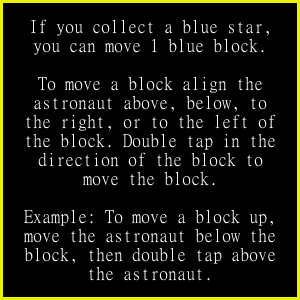 If you collect a blue star,
you can move 1 blue block.
To move a block align the
astronaut above, below, to
the right, or to the left of
the block. Double tap in the
direction of the block to
move the block.
Example: To move a block up,
move the astronaut below the
block, then double tap above
the astronaut.